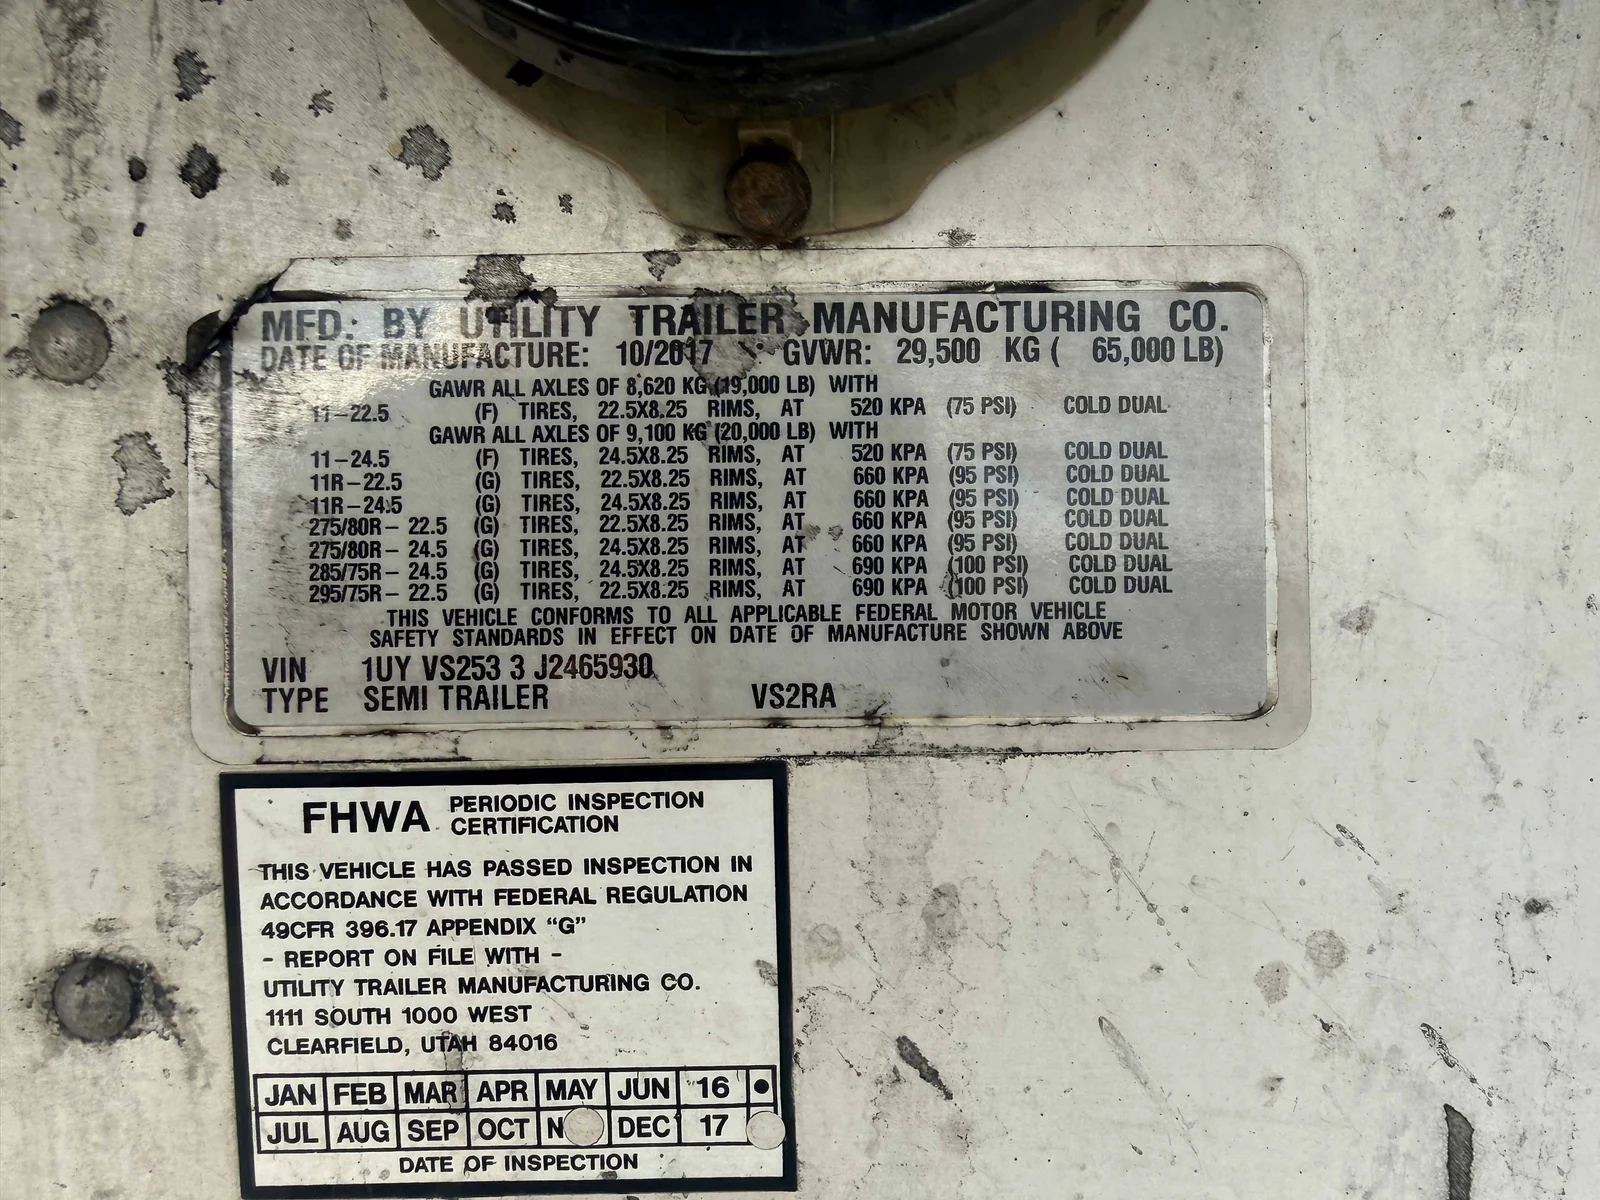 MFD. BY UTILITY TRAILER MANUFACTURING CO.
DATE OF MANUFACTURE: 10/2017 GVWR: 29,500 KG ( 65,000 LB)
GAWR ALL AXLES OF 8,620 KG (19,000 LB) WITH
11-22.5 (F) TIRES, 22.5X8.25 RIMS, AT 520 KPA (75 PSI) COLD DUAL
GAWR ALL AXLES OF 9,100 KG (20,000 LB) WITH
11-24.5 (F) TIRES, 24.5X8.25 RIMS, AT 520 KPA (75 PSI) COLD DUAL
11R-22.5 (G) TIRES, 22.5X8.25 RIMS, AT 660 KPA (95 PSI) COLD DUAL
11R-24.5 (G) TIRES, 24.5X8.25 RIMS, AT 660 KPA (95 PSI) COLD DUAL
275/80R- 22.5 (G) TIRES, 22.5X8.25 RIMS, AT 660 KPA (95 PSI) COLD DUAL
275/80R- 24.5 (G) TIRES, 24.5X8.25 RIMS, AT 660 KPA (95 PSI) COLD DUAL
285/75R- 24.5 (G) TIRES, 24.5X8.25 RIMS, AT 690 KPA (100 PSI) COLD DUAL
295/75R- 22.5 (G) TIRES, 22.5X8.25 RIMS, AT 690 KPA (100 PSI) COLD DUAL
THIS VEHICLE CONFORMS TO ALL APPLICABLE FEDERAL MOTOR VEHICLE
SAFETY STANDARDS IN EFFECT ON DATE OF MANUFACTURE SHOWN ABOVE
VIN 1UY VS253 3 J2465930
TYPE SEMI TRAILER VS2RA
FHWA PERIODIC INSPECTION
CERTIFICATION
THIS VEHICLE HAS PASSED INSPECTION IN
ACCORDANCE WITH FEDERAL REGULATION
49CFR 396.17 APPENDIX "G"
- REPORT ON FILE WITH -
UTILITY TRAILER MANUFACTURING CO.
1111 SOUTH 1000 WEST
CLEARFIELD, UTAH 84016
JAN FEB MAR APR MAY JUN 16 •
JUL AUG SEP OCT N DEC 17
DATE OF INSPECTION